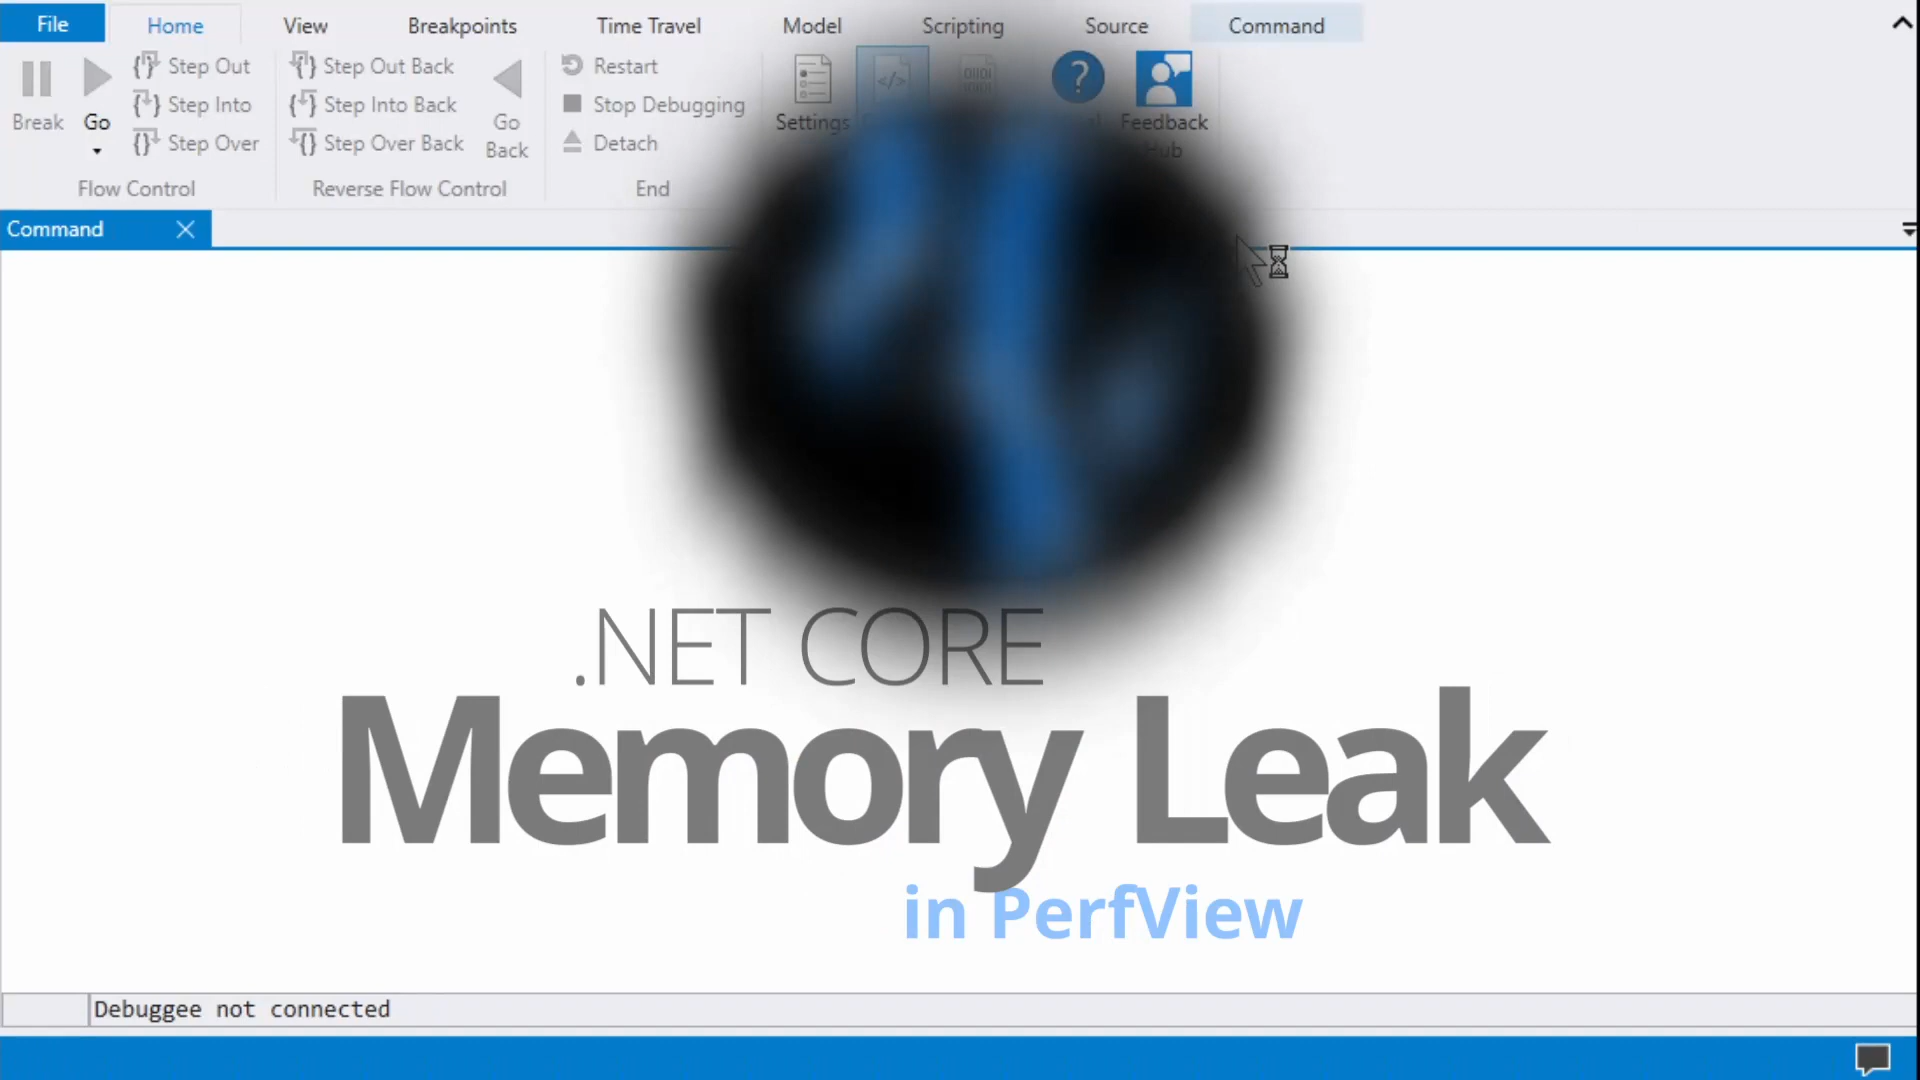 File Home View Breakpoints Time Travel Model Scripting Source Command
Break
Go
Step Out
Step Into
Step Over
Flow Control
Step Out Back
Step Into Back
Step Over Back
Go
Back
Reverse Flow Control
Restart
Stop Debugging
Detach
End
Settings
Feedback
Hub
Command
.NET CORE
Memory Leak
in PerfView
Debuggee not connected